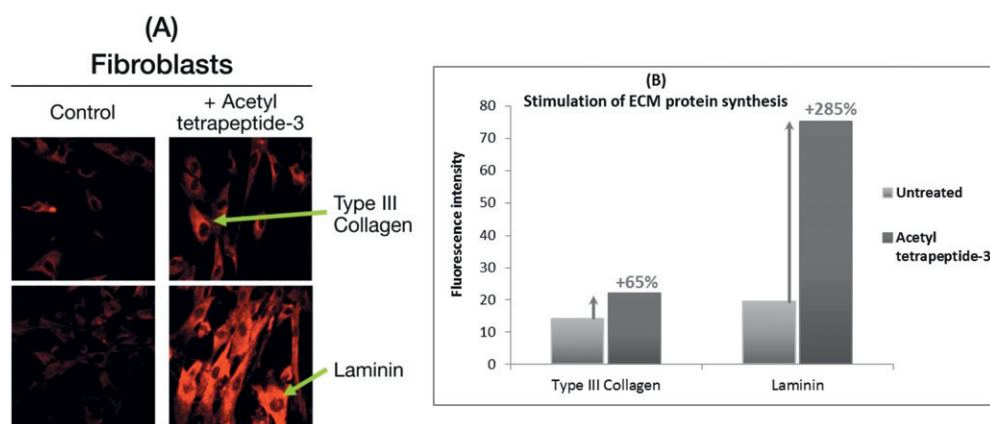 (A)
Fibroblasts
Control
+ Acetyl
tetrapeptide-3
Type III
Collagen
Laminin
(B)
Stimulation of ECM protein synthesis
Fluorescence intensity
80
70
60
50
40
30
20
10
0
+65%
+285%
Type III Collagen
Laminin
Untreated
Acetyl
tetrapeptide-3